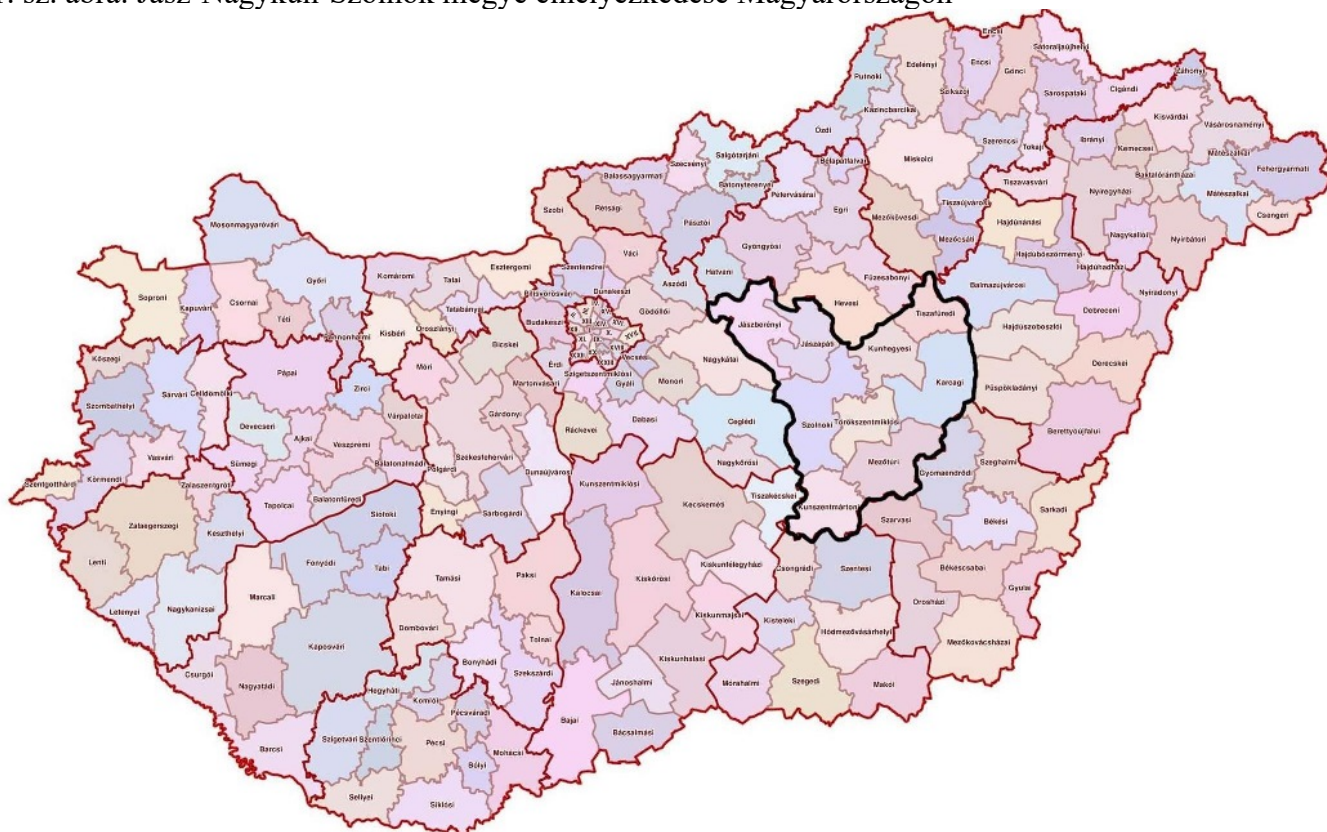 1. sz. ábra: Jász-Nagykun-Szolnok megye elhelyezkedése Magyarországon
Sátoraljaújhelyi
Encsi
Edelényi
Encsi
Gönci
Putnoki
Szikszói
Sárospataki
Cigándi
Záhonyi
Kazincbarcikai
Kisvárdai
Vásárosnaményi
Ózdi
Szerencsi
Tokaji
Ibrányi
Kemecsei
Miskolci
Salgótarjáni
Szécsényi
Bélapátfalvai
Balassagyarmati
Bátonyterenyei
Pétervásárai
Tiszavasvári
Nyíregyházi
Baktalórántházai
Mátészalkai
Fehérgyarmati
Szobi
Rétsági
Pásztói
Egri
Mezőkövesdi
Tiszaújvárosi
Hajdúnánási
Nagykállói
Nyírbátori
Csengeri
Mosonmagyaróvári
Mezőcsáti
Gyöngyösi
Hajdúböszörményi
Váci
Hatvani
Füzesabonyi
Hajdúhadházi
Esztergomi
Szentendrei
Komáromi
Tatai
Győri
Aszódi
Balmazújvárosi
Nyíradonyi
Soproni
Kapuvári
Csornai
Téti
Pannonhalmi
Tatabányai
Pilisvörösvári
Dunakeszi
Hevesi
Debreceni
Kisbéri
Oroszlányi
Gödöllői
Tiszafüredi
Jászberényi
Hajdúszoboszlói
Bicskei
Budakeszi
Jászapáti
Kunhegyesi
Kőszegi
Móri
Nagykátai
Derecskei
Pápai
Celldömölki
Sárvári
Szombathelyi
Zirci
Érdi
Vecsési
Szigetszentmiklósi
Gyáli
Monori
Karcagi
Püspökladányi
Martonvásári
Devecseri
Ajkai
Várpalotai
Gárdonyi
Ráckevei
Dabasi
Ceglédi
Szolnoki
Törökszentmiklósi
Berettyóújfalui
Veszprémi
Vasvári
Székesfehérvári
Nagykőrösi
Mezőtúri
Gyomaendrődi
Szeghalmi
Körmendi
Sümegi
Balatonalmádi
Polgárdi
Dunaújvárosi
Szentgotthárdi
Zalaszentgróti
Tapolcai
Balatonfüredi
Enyingi
Sárbogárdi
Kunszentmiklósi
Kecskeméti
Tiszakécskei
Kunszentmártoni
Szarvasi
Békési
Sarkadi
Zalaegerszegi
Keszthelyi
Siófoki
Lenti
Fonyódi
Tabi
Tamási
Paksi
Kalocsai
Kiskőrösi
Kiskunfélegyházi
Csongrádi
Szentesi
Békéscsabai
Gyulai
Orosházi
Letenyei
Nagykanizsai
Marcali
Kaposvári
Dombóvári
Tolnai
Kiskunmajsai
Kisteleki
Hódmezővásárhelyi
Mezőkovácsházai
Csurgói
Nagyatádi
Hegyháti
Komlói
Bonyhádi
Szekszárdi
Jánoshalmi
Kiskunhalasi
Mórahalmi
Szegedi
Makói
Pécsváradi
Bajai
Bácsalmási
Barcsi
Szigetvári
Szentlőrinci
Pécsi
Bólyi
Mohácsi
Sellyei
Siklósi